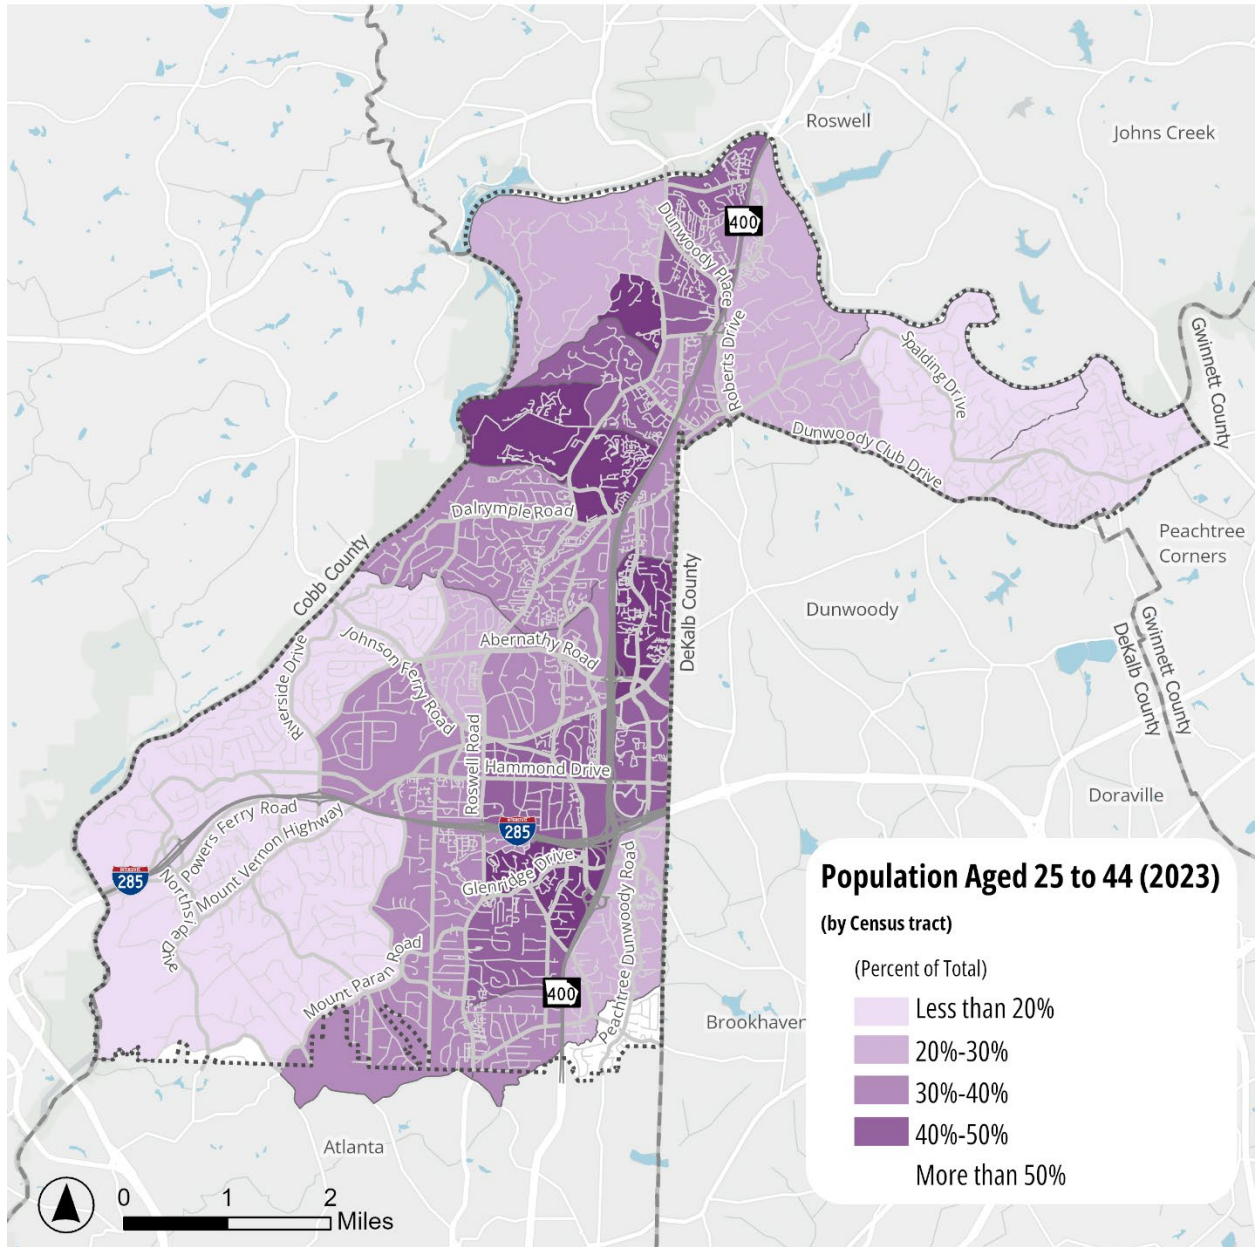 Roswell
Johns Creek
400
Dunwoody Place
Roberts Drive
Spalding Drive
Gwinnett County
Dunwoody Club Drive
Dalrymple Road
Peachtree
Corners
Cobb County
DeKalb County
Dunwoody
Gwinnett County
DeKalb County
Johnson Ferry Road
Abernathy Road
Riverside Drive
Roswell Road
Hammond Drive
Doraville
Powers Ferry Road
285
Mount Vernon Highway
285
Glenridge Drive
Northside Drive
Peachtree Dunwoody Road
Mount Paran Road
400
Brookhaven
Atlanta
Population Aged 25 to 44 (2023)
(by Census tract)
(Percent of Total)
Less than 20%
20%-30%
30%-40%
40%-50%
More than 50%
0 1 2
Miles